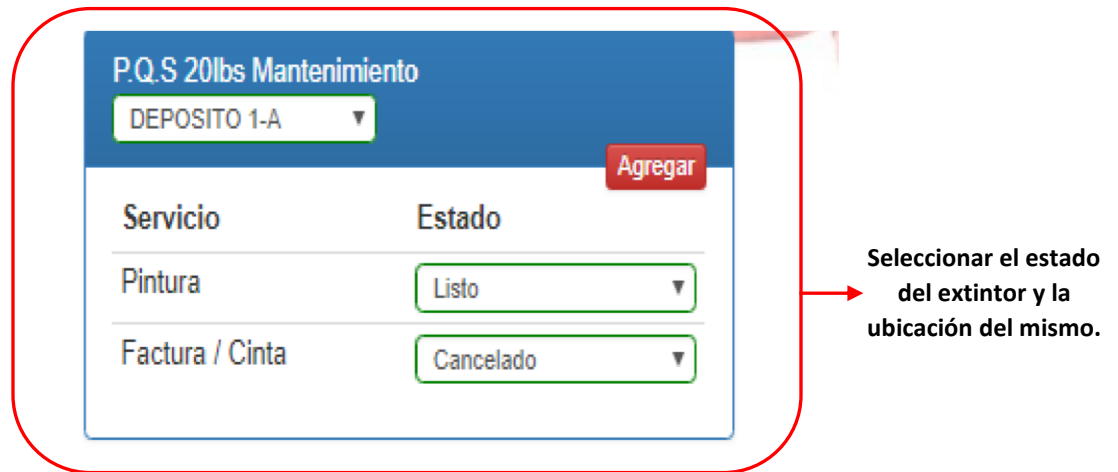 P.Q.S 20lbs Mantenimiento
DEPOSITO 1-A
Agregar
Servicio Estado
Pintura Listo
Factura / Cinta Cancelado
Seleccionar el estado
del extintor y la
ubicación del mismo.